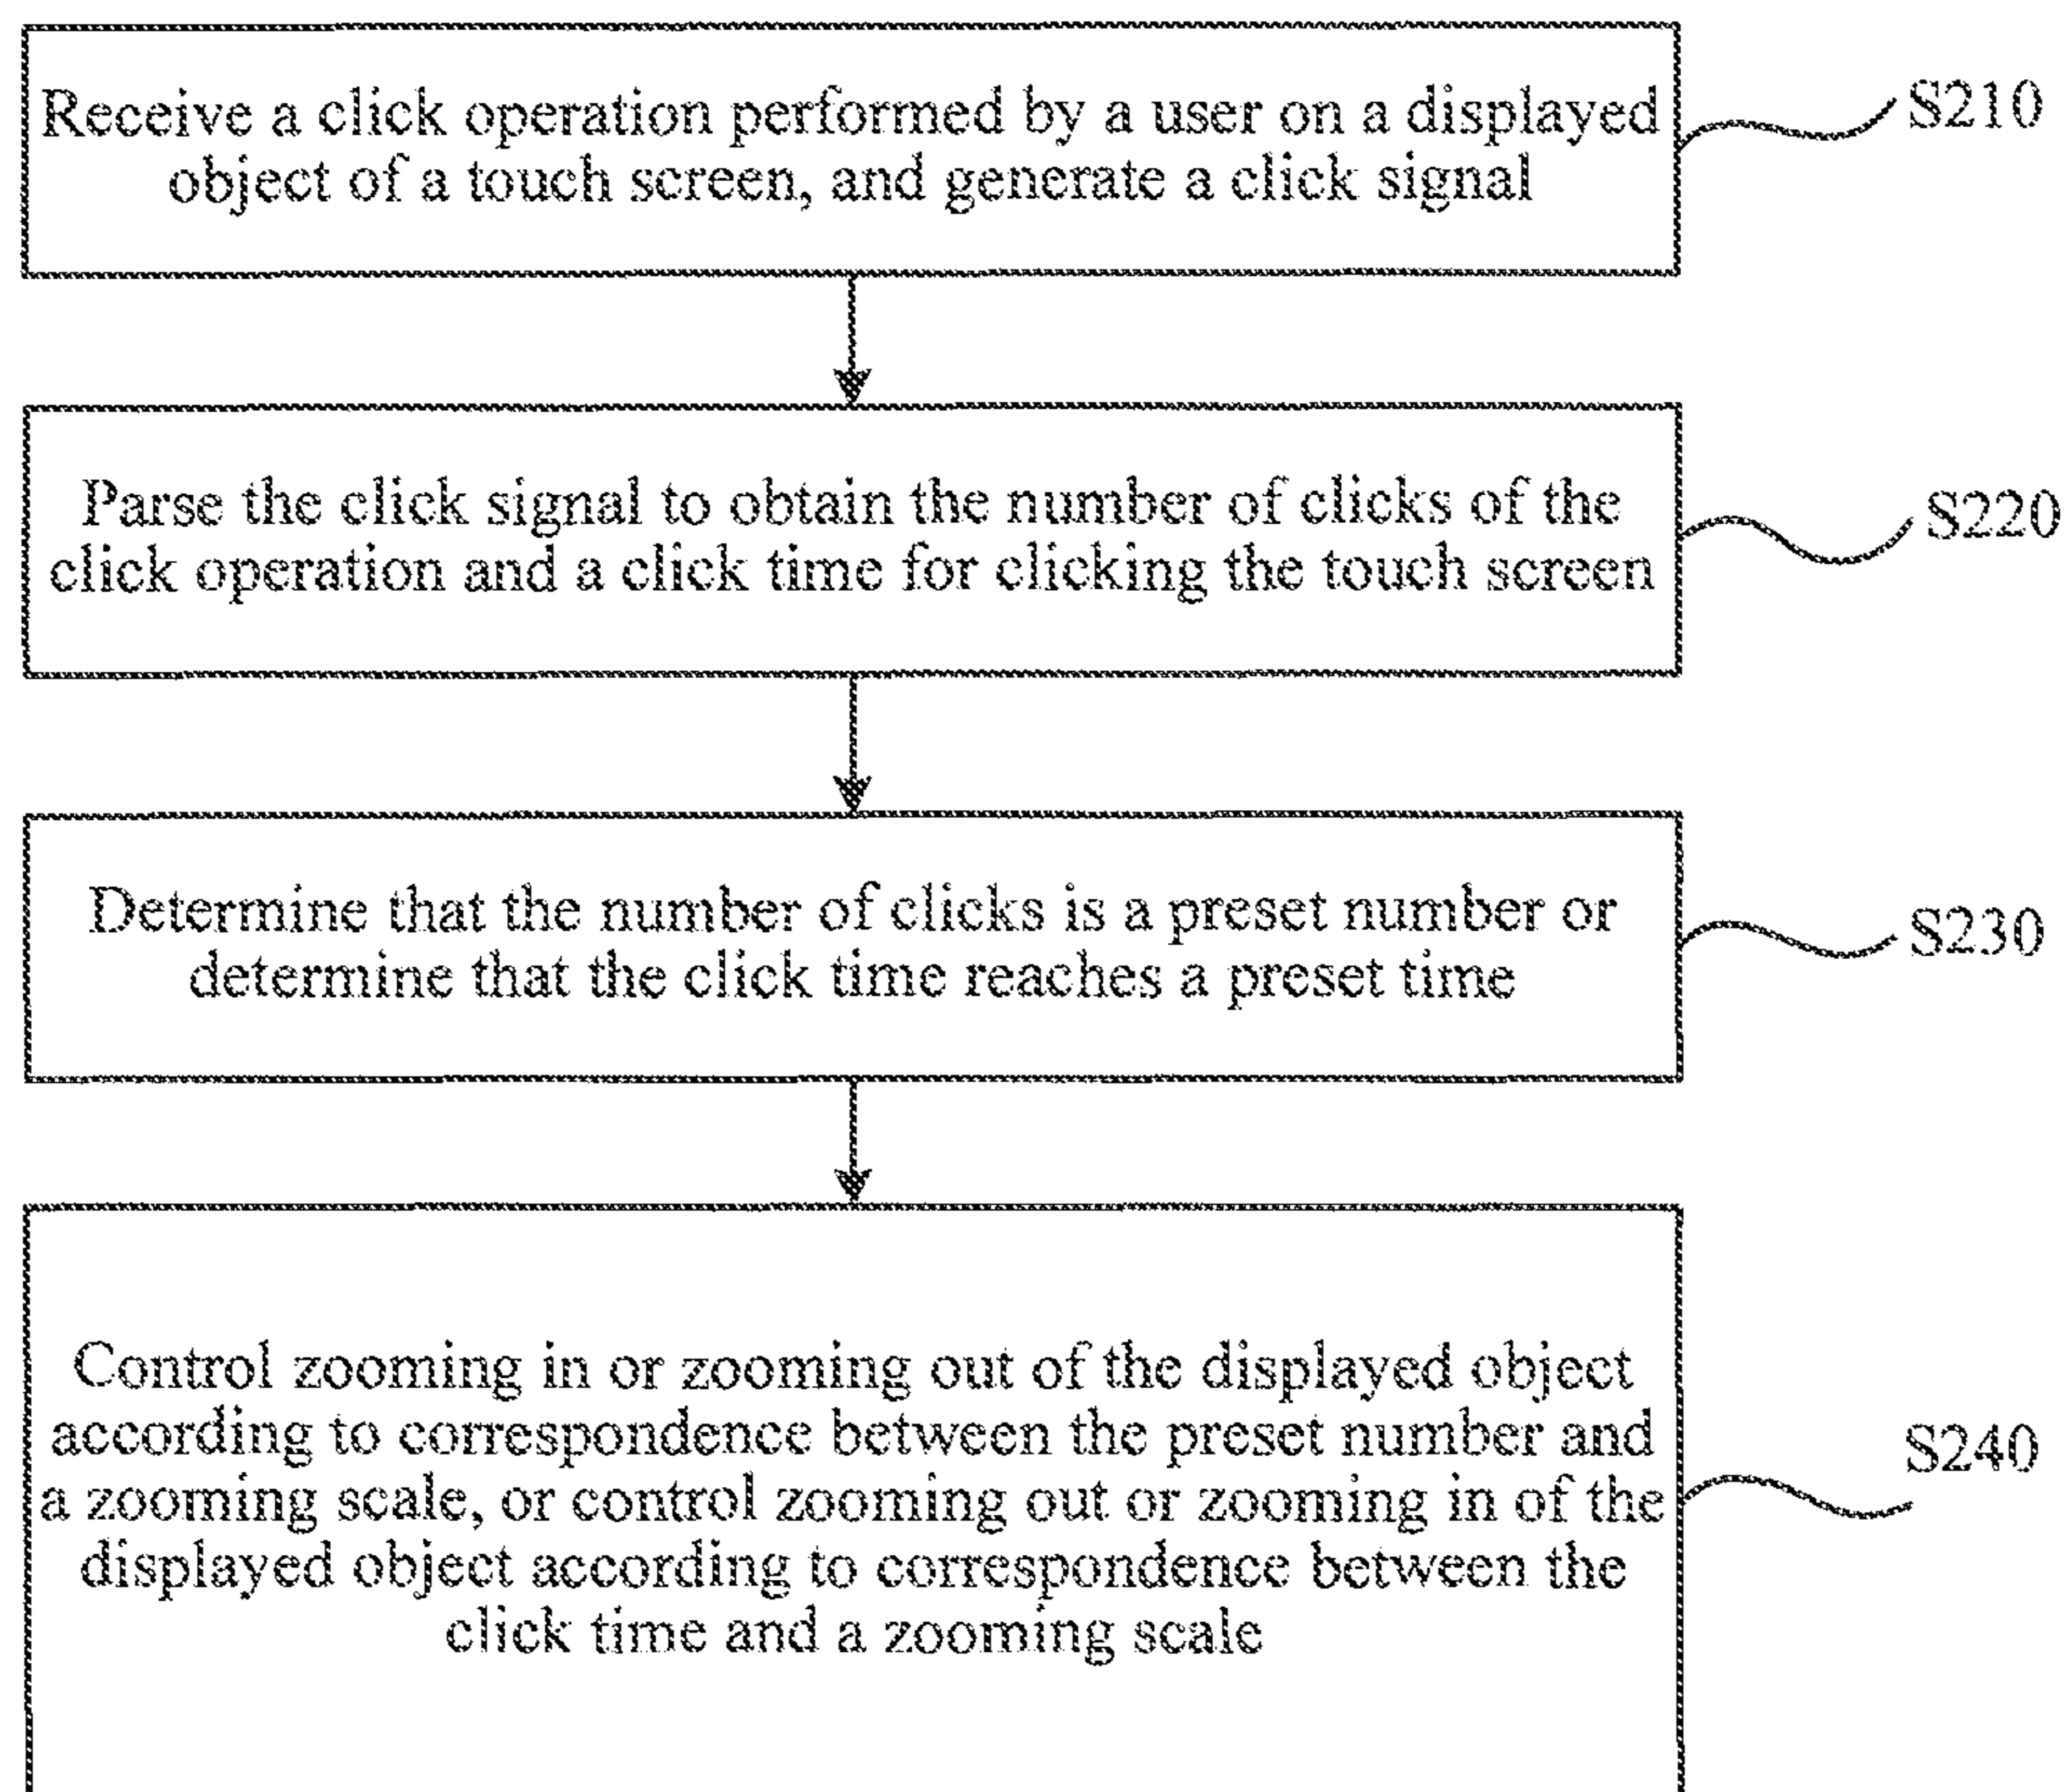 Receive a click operation performed by a user on a displayed
object of a touch screen, and generate a click signal
S210
Parse the click signal to obtain the number of clicks of the
click operation and a click time for clicking the touch screen
S220
Determine that the number of clicks is a preset number or
determine that the click time reaches a preset time
S230
Control zooming in or zooming out of the displayed object
according to correspondence between the preset number and
a zooming scale, or control zooming out or zooming in of the
displayed object according to correspondence between the
click time and a zooming scale
S240